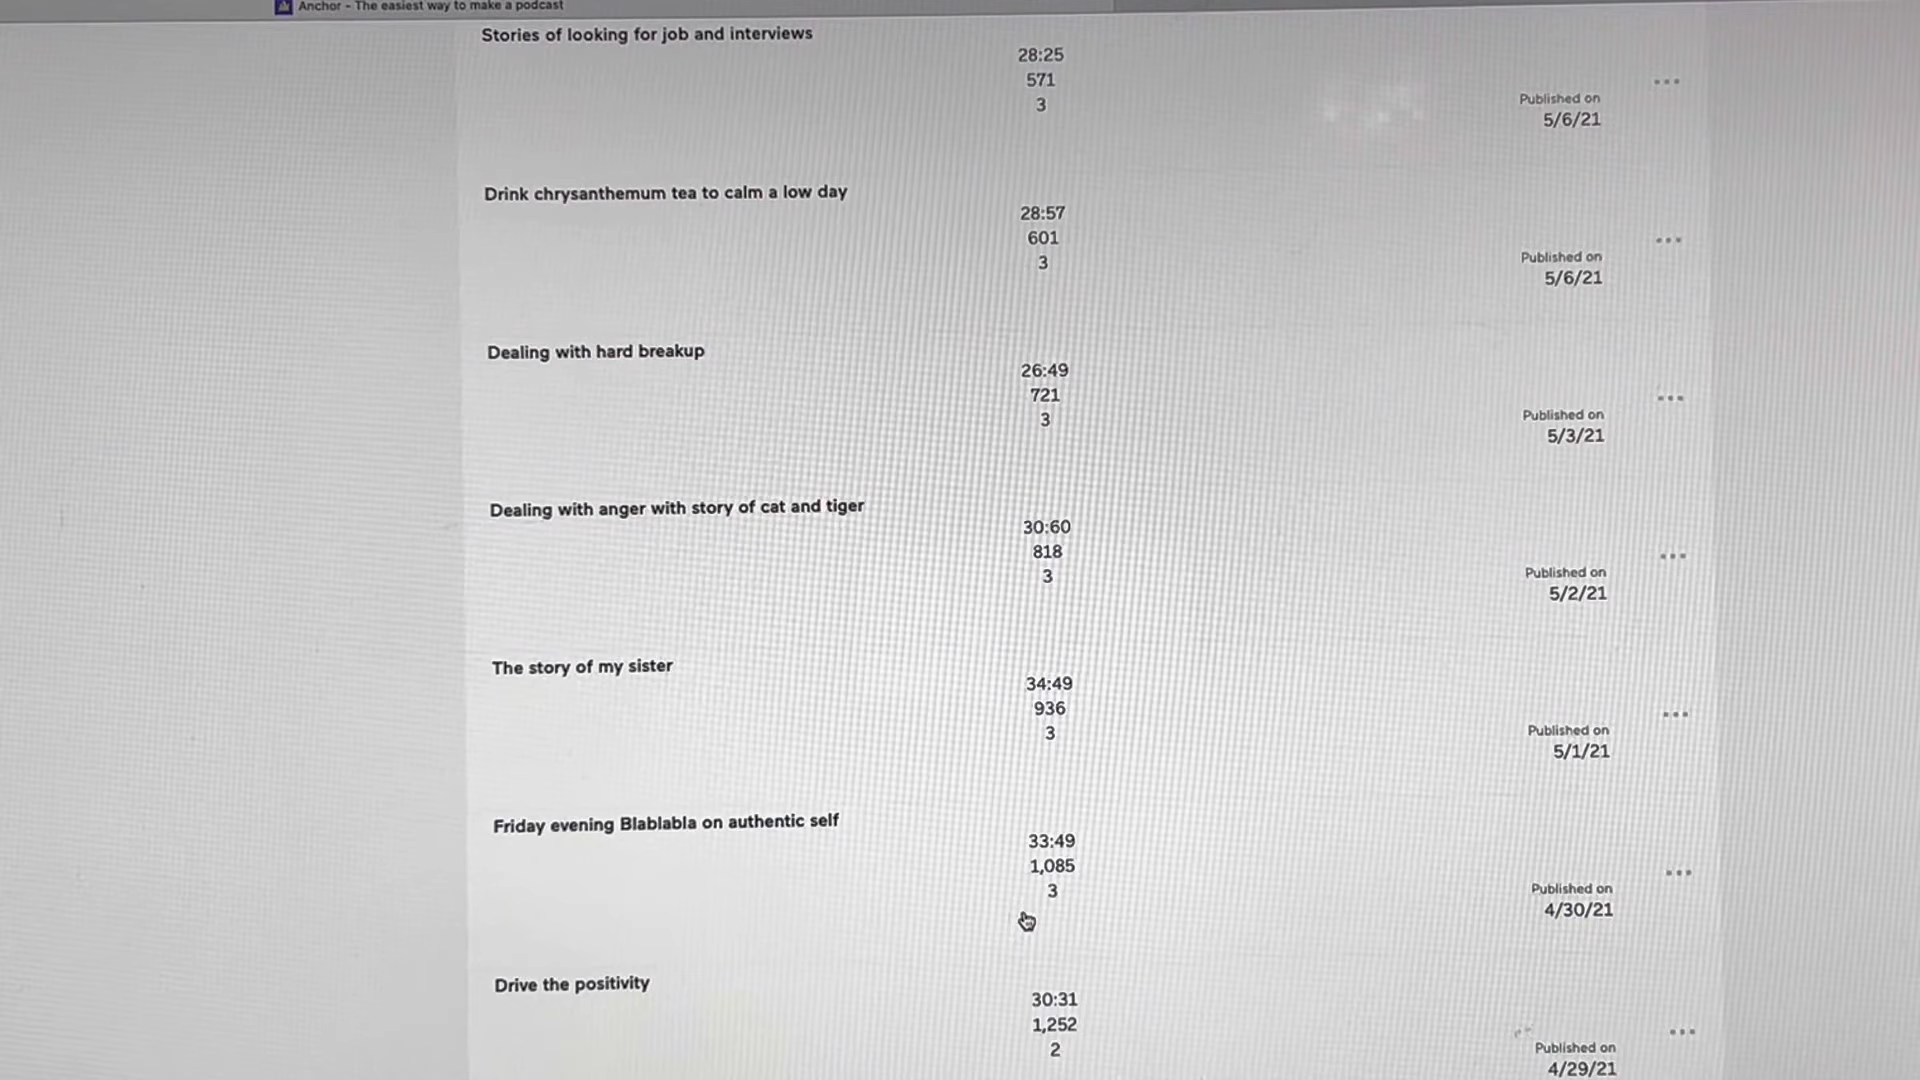 Anchor - The easiest way to make a podcast
Stories of looking for job and interviews
28:25
571
3
Published on
5/6/21
Drink chrysanthemum tea to calm a low day
28:57
601
3
Published on
5/6/21
Dealing with hard breakup
26:49
721
3
Published on
5/3/21
Dealing with anger with story of cat and tiger
30:60
818
3
Published on
5/2/21
The story of my sister
34:49
936
3
Published on
5/1/21
Friday evening Blablabla on authentic self
33:49
1,085
3
Published on
4/30/21
Drive the positivity
30:31
1,252
2
Published on
4/29/21